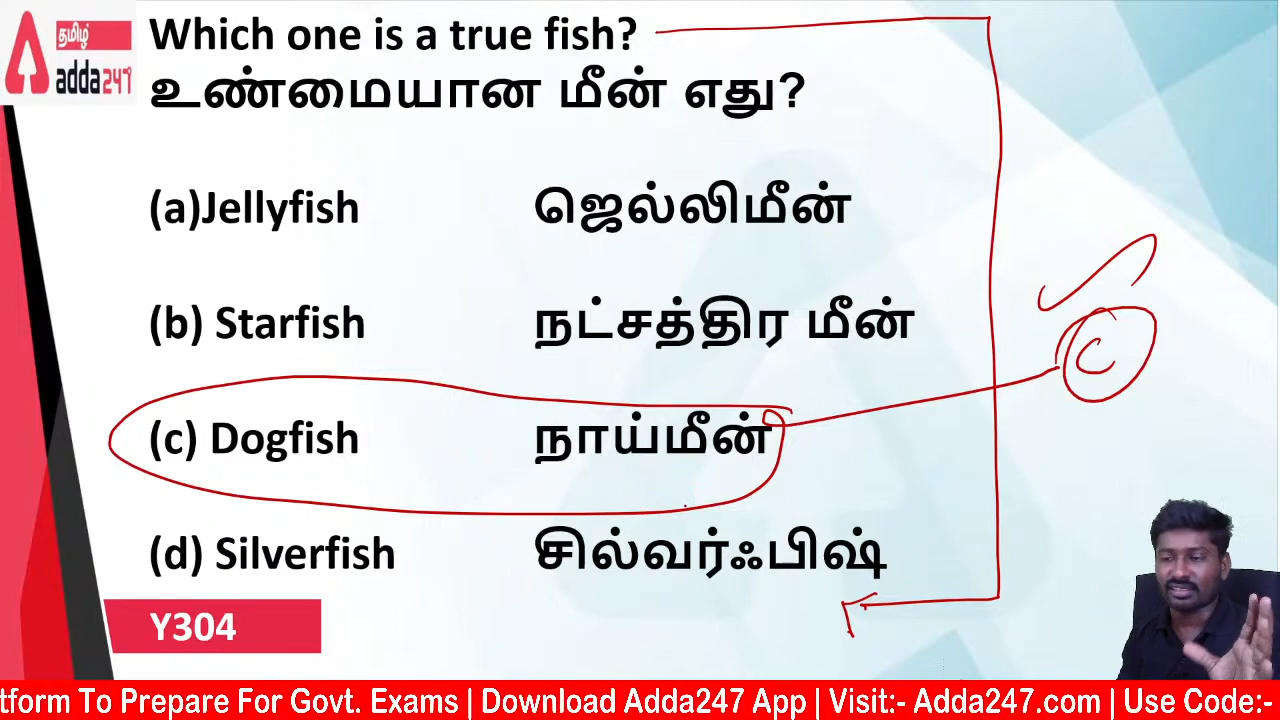 தமிழ்
adda247
Which one is a true fish?
உண்மையான மீன் எது?
(a)Jellyfish ஜெல்லிமீன்
(b) Starfish நட்சத்திர மீன்
(c) Dogfish நாய்மீன்
C
(d) Silverfish சில்வர்ஃபிஷ்
Y304
tform To Prepare For Govt. Exams | Download Adda247 App | Visit:- Adda247.com | Use Code:-